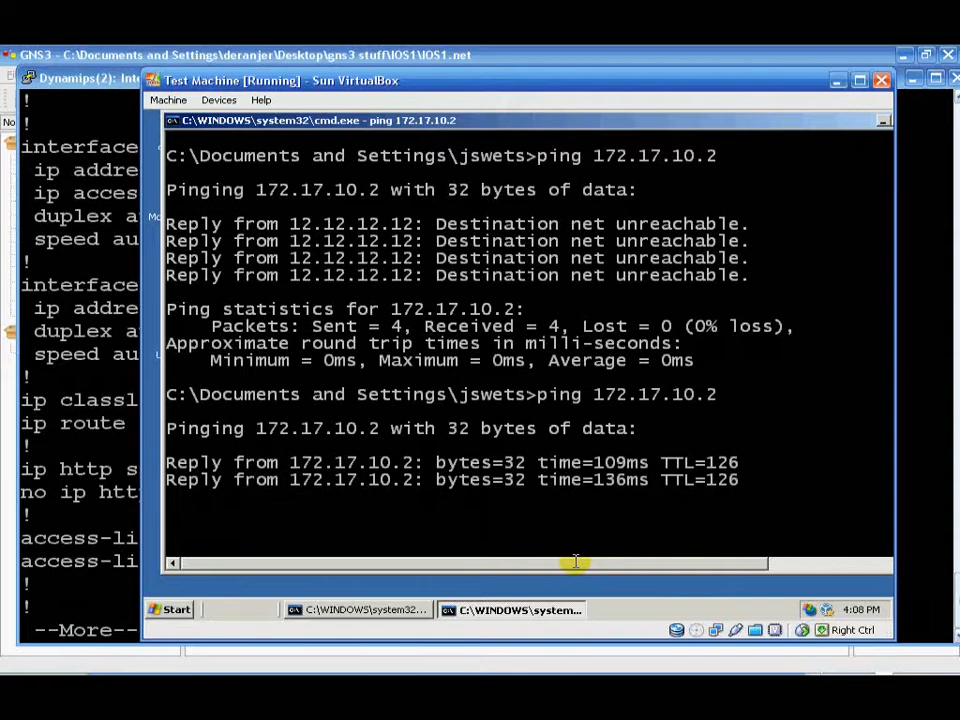 GNS3 - C:\Documents and Settings\deranjer\Desktop\gns3 stuff\IOS1\IOS1.net
Dynamips(2): Int
Test Machine [Running] - Sun VirtualBox
Machine Devices Help
C:\WINDOWS\system32\cmd.exe - ping 172.17.10.2
C:\Documents and Settings\jswets>ping 172.17.10.2
Pinging 172.17.10.2 with 32 bytes of data:
Reply from 12.12.12.12: Destination net unreachable.
Reply from 12.12.12.12: Destination net unreachable.
Reply from 12.12.12.12: Destination net unreachable.
Reply from 12.12.12.12: Destination net unreachable.
Ping statistics for 172.17.10.2:
Packets: Sent = 4, Received = 4, Lost = 0 (0% loss),
Approximate round trip times in milli-seconds:
Minimum = 0ms, Maximum = 0ms, Average = 0ms
C:\Documents and Settings\jswets>ping 172.17.10.2
Pinging 172.17.10.2 with 32 bytes of data:
Reply from 172.17.10.2: bytes=32 time=109ms TTL=126
Reply from 172.17.10.2: bytes=32 time=136ms TTL=126
No
!
!
interface
ip addre
ip acces
duplex a
speed au
!
interface
ip addre
duplex a
speed au
!
ip classl
ip route
!
ip http s
no ip htt
!
access-li
access-li
!
!
--More--
Start
C:\WINDOWS\system32...
C:\WINDOWS\system...
4:08 PM
Right Ctrl